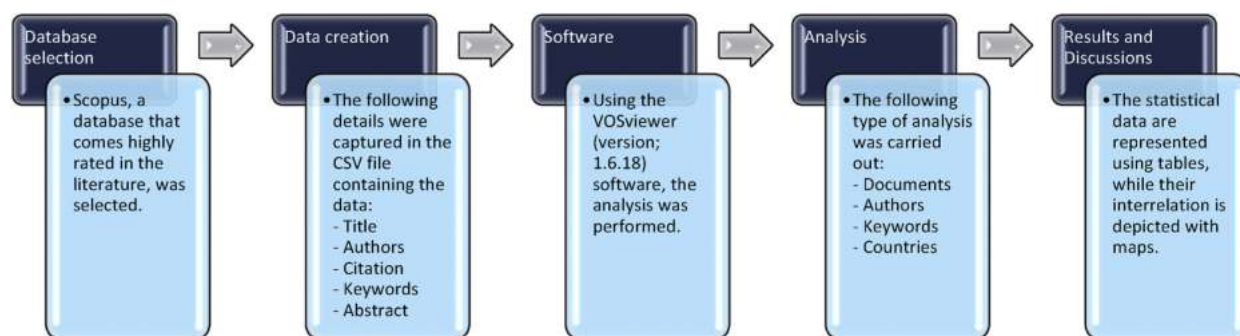 Database
selection
• Scopus, a
database that
comes highly
rated in the
literature, was
selected.
Data creation
• The following
details were
captured in the
CSV file
containing the
data:
- Title
- Authors
- Citation
- Keywords
- Abstract
Software
• Using the
VOSviewer
(version;
1.6.18)
software, the
analysis was
performed.
Analysis
• The following
type of analysis
was carried
out:
- Documents
- Authors
- Keywords
- Countries
Results and
Discussions
• The statistical
data are
represented
using tables,
while their
interrelation is
depicted with
maps.